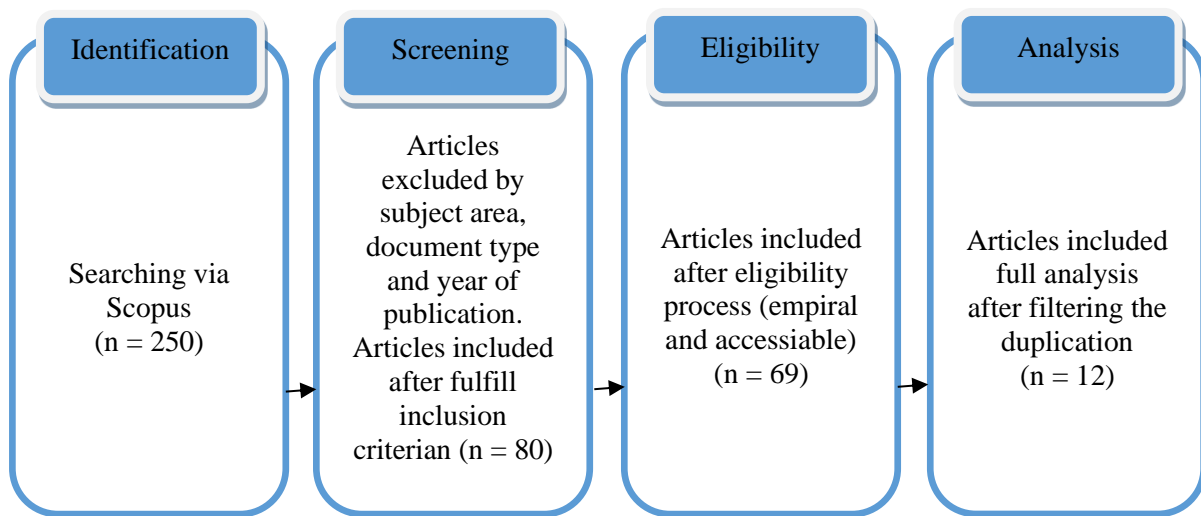 Identification
Searching via
Scopus
(n = 250)
Screening
Articles
excluded by
subject area,
document type
and year of
publication.
Articles included
after fulfill
inclusion
criterian (n = 80)
Eligibility
Articles included
after eligibility
process (empiral
and accessiable)
(n = 69)
Analysis
Articles included
full analysis
after filtering the
duplication
(n = 12)